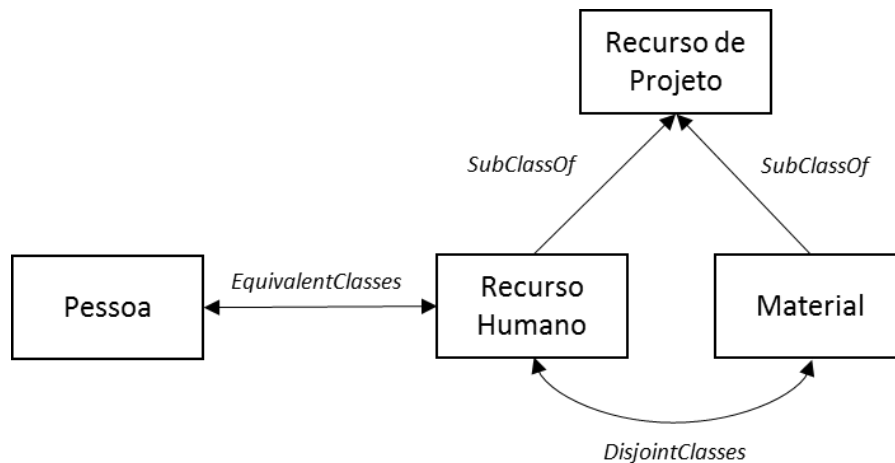 Recurso de
Projeto
SubClassOf
SubClassOf
Pessoa
EquivalentClasses
Recurso
Humano
Material
DisjointClasses